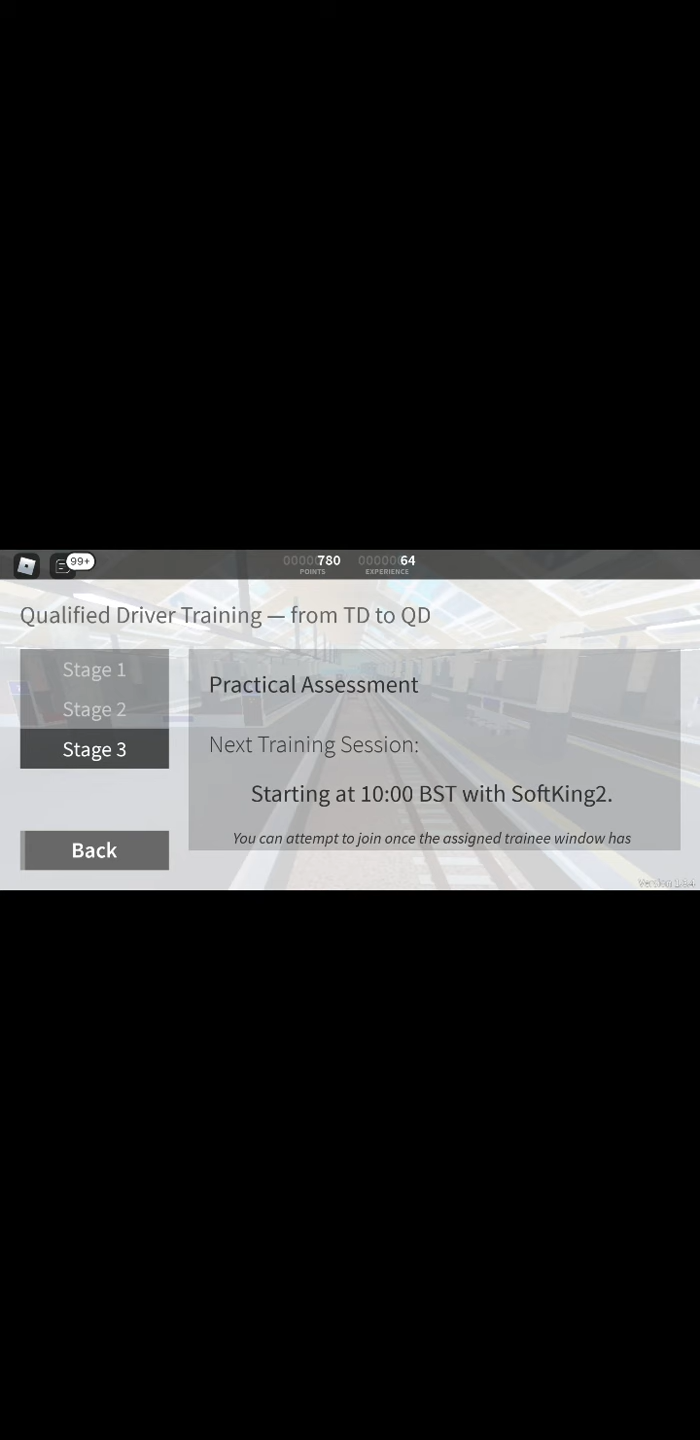 99+
00000780 0000064
POINTS EXPERIENCE
Qualified Driver Training — from TD to QD
Stage 1
Stage 2
Stage 3
Back
Practical Assessment
Next Training Session:
Starting at 10:00 BST with SoftKing2.
You can attempt to join once the assigned trainee window has